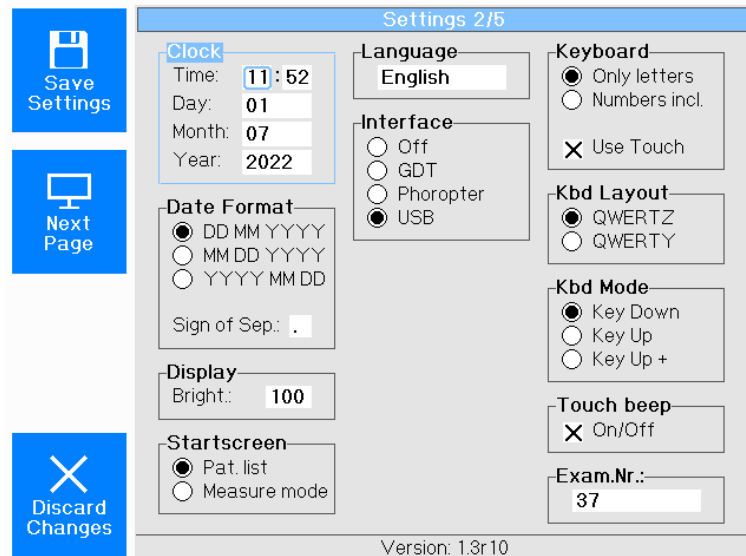 Settings 2/5
Save
Settings
Next
Page
Discard
Changes
Clock
Time: 11 : 52
Day: 01
Month: 07
Year: 2022
Date Format
DD MM YYYY
MM DD YYYY
YYYY MM DD
Sign of Sep.: .
Display
Bright.: 100
Startscreen
Pat. list
Measure mode
Language
English
Interface
Off
GDT
Phoropter
USB
Keyboard
Only letters
Numbers incl.
Use Touch
Kbd Layout
QWERTZ
QWERTY
Kbd Mode
Key Down
Key Up
Key Up +
Touch beep
On/Off
Exam.Nr.:
37
Version: 1.3r10